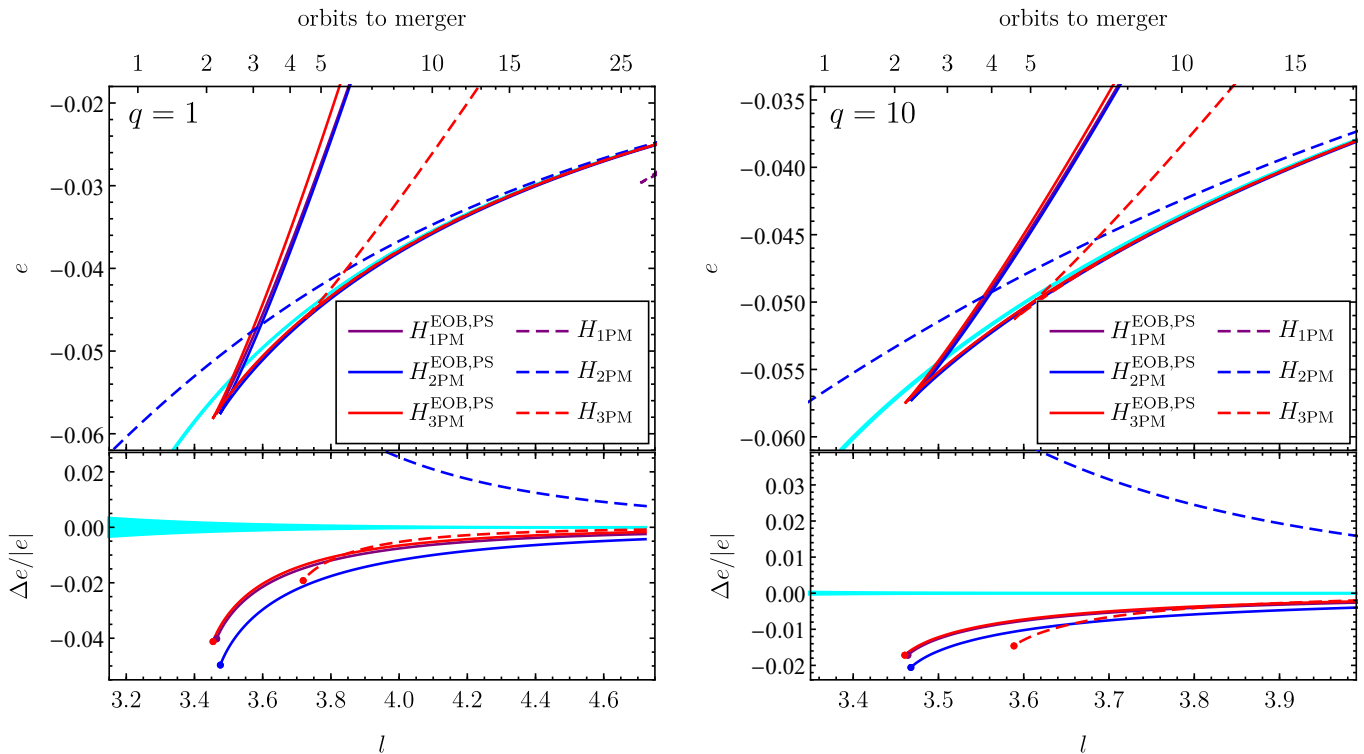 orbits to merger
1 2 3 4 5 10 15 25
q = 1
−0.02
−0.03
−0.04
−0.05
−0.06
e
H_{1PM}^{EOB,PS} H_{1PM}
H_{2PM}^{EOB,PS} H_{2PM}
H_{3PM}^{EOB,PS} H_{3PM}
0.02
0.00
−0.02
−0.04
Δe/|e|
3.2 3.4 3.6 3.8 4.0 4.2 4.4 4.6
l
orbits to merger
1 2 3 4 5 10 15
q = 10
−0.035
−0.040
−0.045
−0.050
−0.055
−0.060
e
H_{1PM}^{EOB,PS} H_{1PM}
H_{2PM}^{EOB,PS} H_{2PM}
H_{3PM}^{EOB,PS} H_{3PM}
0.03
0.02
0.01
0.00
−0.01
−0.02
Δe/|e|
3.4 3.5 3.6 3.7 3.8 3.9
l